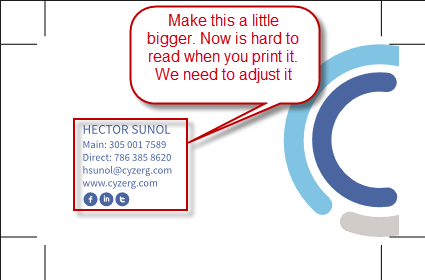 Make this a little
bigger. Now is hard to
read when you print it.
We need to adjust it
HECTOR SUNOL
Main: 305 001 7589
Direct: 786 385 8620
hsunol@cyzerg.com
www.cyzerg.com